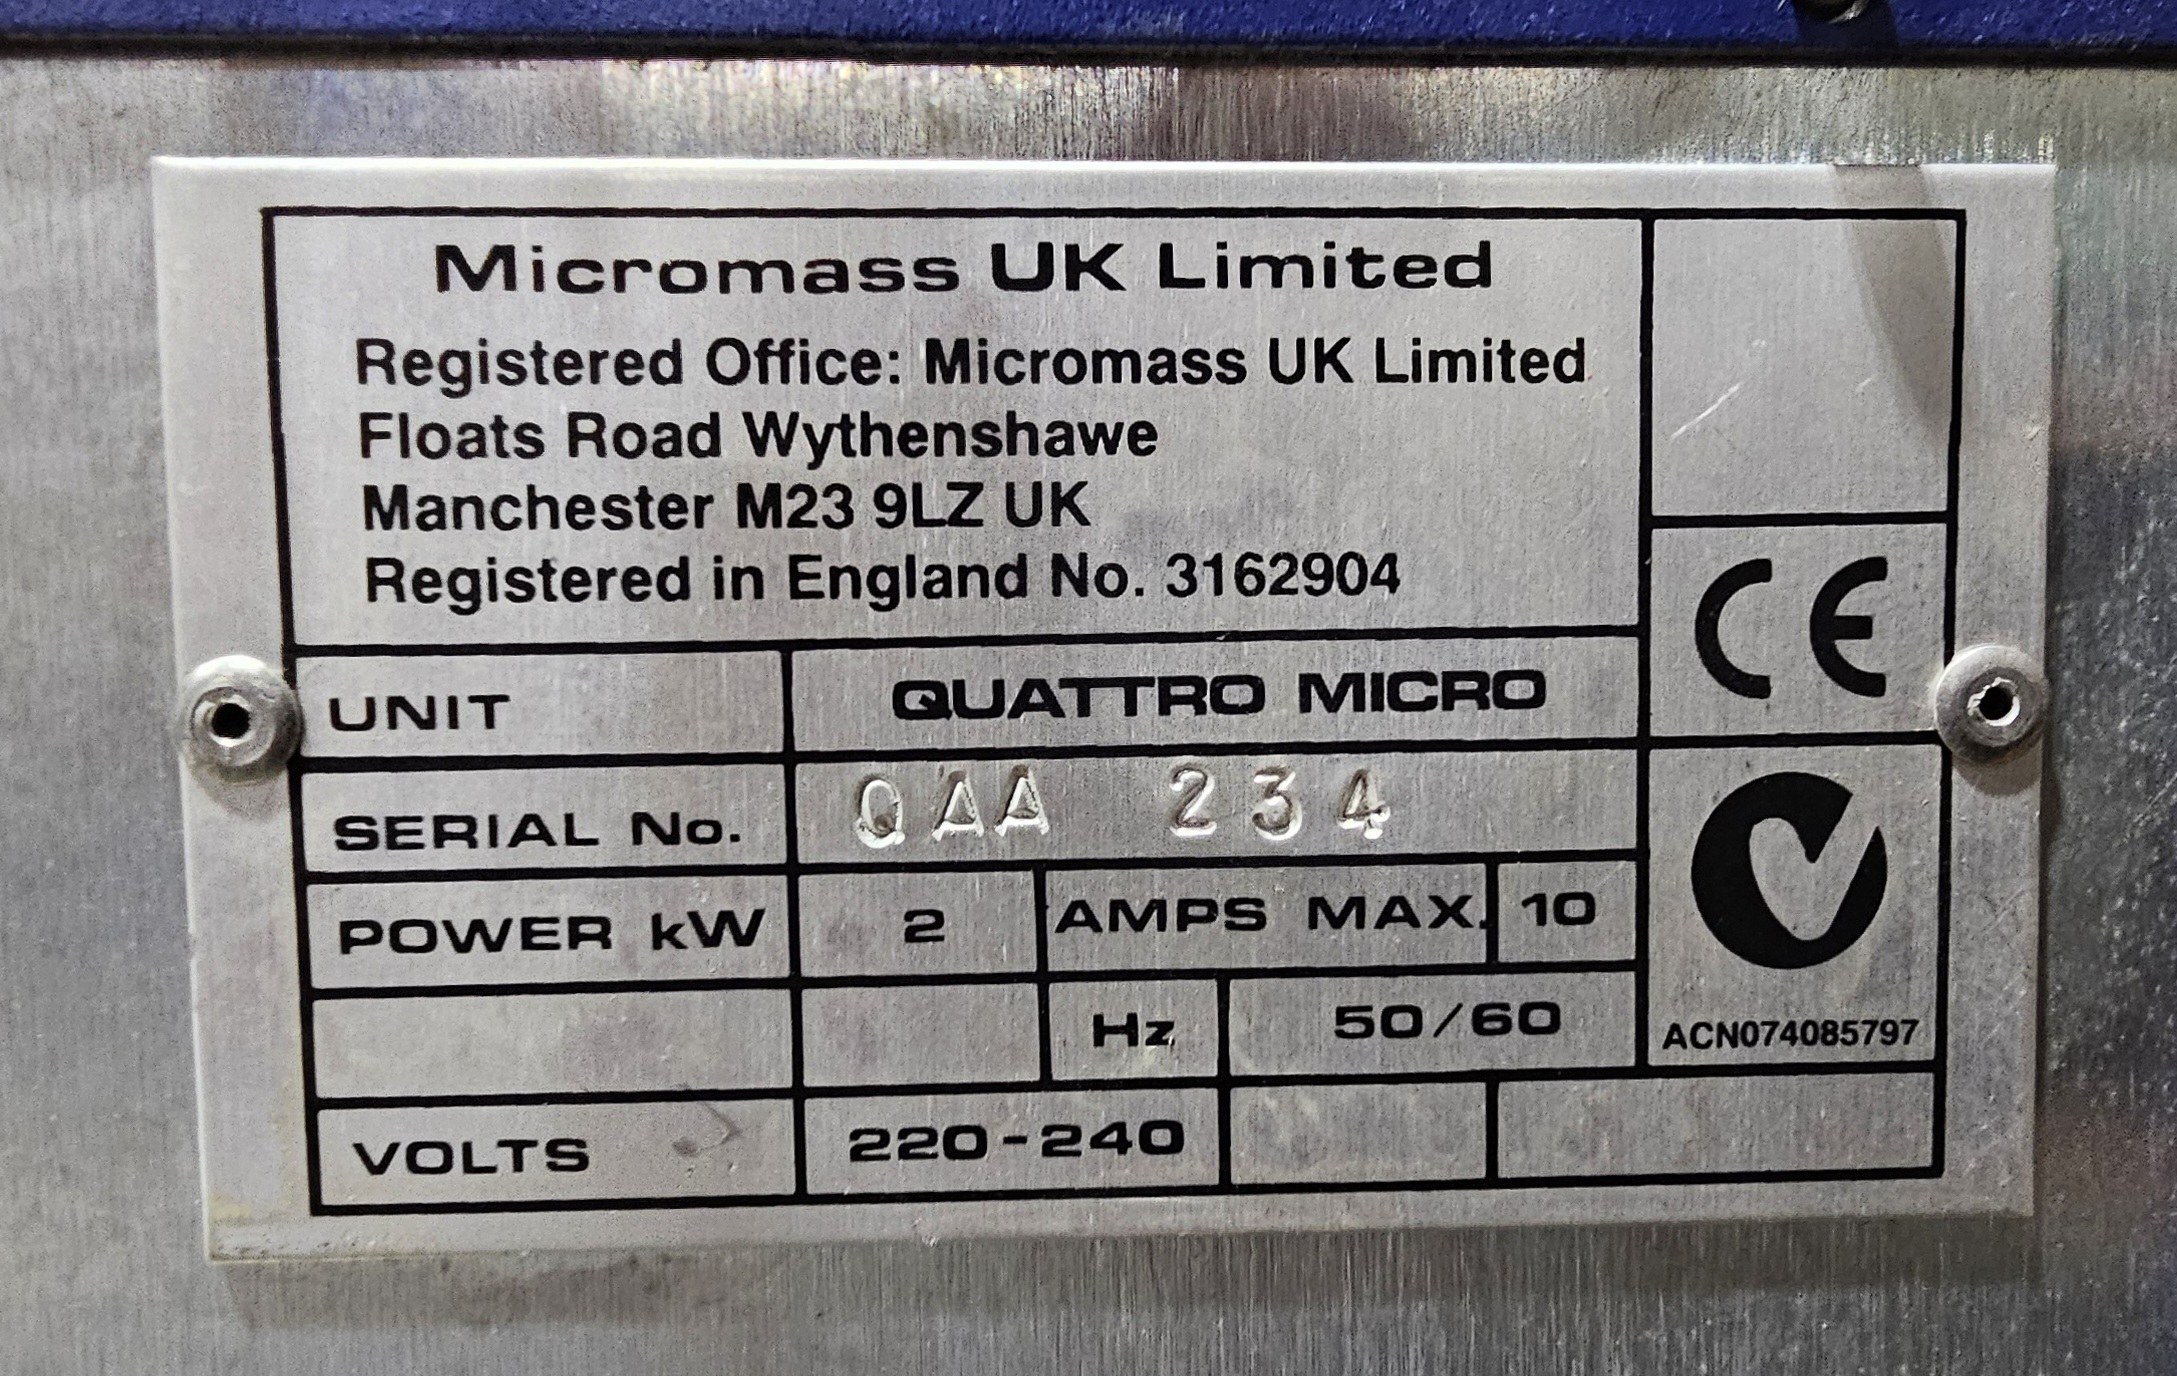 Micromass UK Limited
Registered Office: Micromass UK Limited
Floats Road Wythenshawe
Manchester M23 9LZ UK
Registered in England No. 3162904
CE
UNIT QUATTRO MICRO
SERIAL No. QAA 234
POWER kW 2 AMPS MAX. 10
Hz 50/60
ACN074085797
VOLTS 220-240